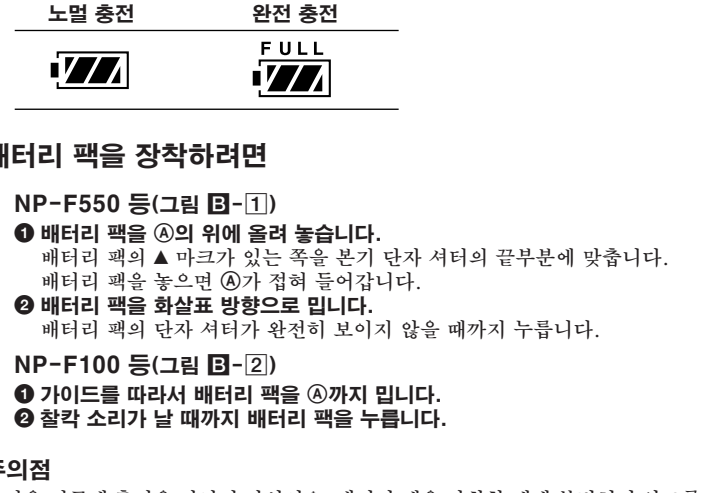 노멀 충전 완전 충전
FULL
배터리 팩을 장착하려면
NP-F550 등(그림 B-1)
❶ 배터리 팩을 Ⓐ의 위에 올려 놓습니다.
배터리 팩의 ▲ 마크가 있는 쪽을 본기 단자 셔터의 끝부분에 맞춥니다.
배터리 팩을 놓으면 Ⓐ가 접혀 들어갑니다.
❷ 배터리 팩을 화살표 방향으로 밉니다.
배터리 팩의 단자 셔터가 완전히 보이지 않을 때까지 누릅니다.
NP-F100 등(그림 B-2)
❶ 가이드를 따라서 배터리 팩을 Ⓐ까지 밉니다.
❷ 찰칵 소리가 날 때까지 배터리 팩을 누릅니다.
주의점